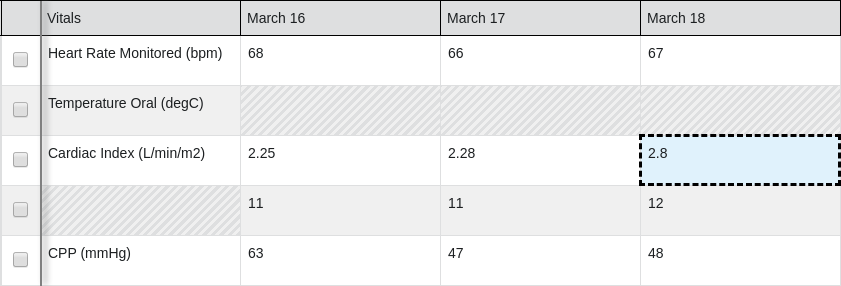 Vitals March 16 March 17 March 18
Heart Rate Monitored (bpm) 68 66 67
Temperature Oral (degC)
Cardiac Index (L/min/m2) 2.25 2.28 2.8
11 11 12
CPP (mmHg) 63 47 48